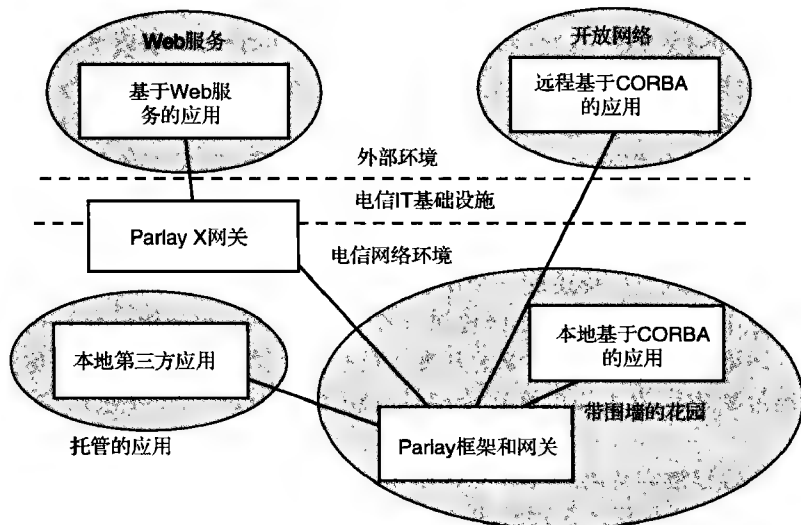 Web服务
基于Web服
务的应用
开放网络
远程基于CORBA
的应用
外部环境
电信IT基础设施
Parlay X网关
电信网络环境
本地第三方应用
托管的应用
本地基于CORBA
的应用
带围墙的花园
Parlay框架和网关